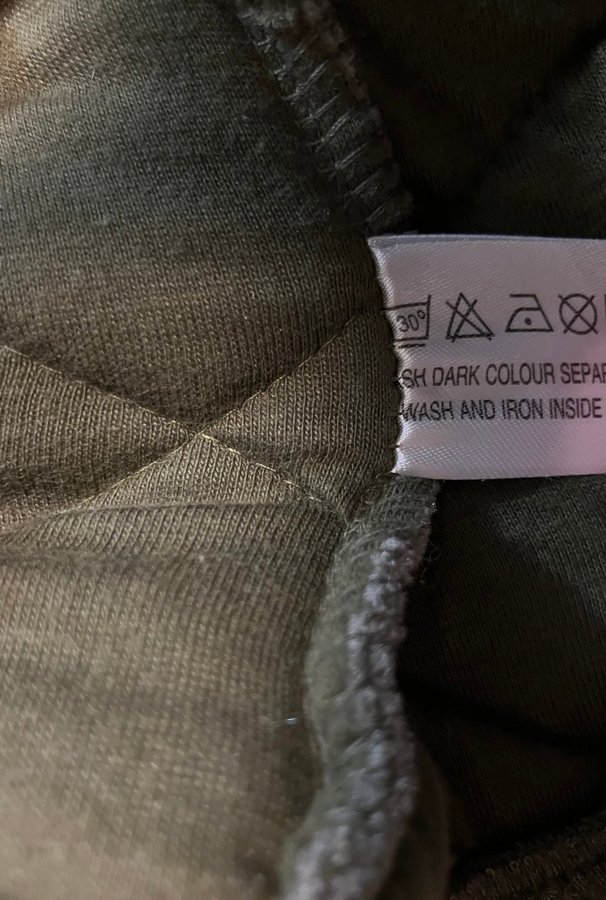 30°
SH DARK COLOUR SEPAR
WASH AND IRON INSIDE